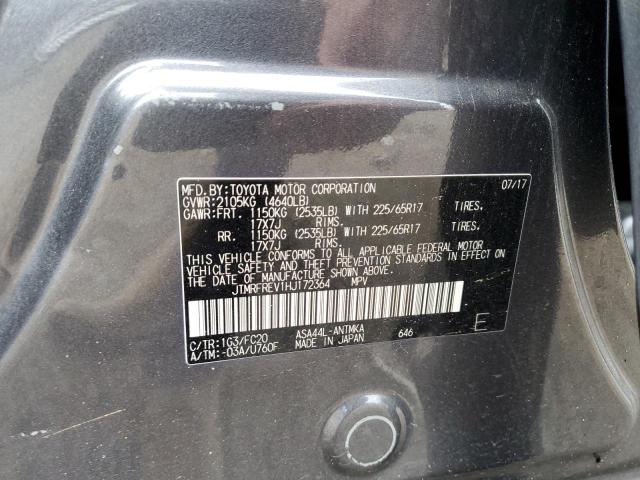 MFD.BY:TOYOTA MOTOR CORPORATION 07/17
GVWR:2105KG (4640LB)
GAWR:FRT. 1150KG (2535LB) WITH 225/65R17 TIRES.
17X7J RIMS.
RR. 1150KG (2535LB) WITH 225/65R17 TIRES.
17X7J RIMS.
THIS VEHICLE CONFORMS TO ALL APPLICABLE FEDERAL MOTOR
VEHICLE SAFETY AND BUMPER STANDARDS IN EFFECT ON
THE DATE OF MANUFACTURE SHOWN ABOVE.
JTMRFREV1HJ172364 MPV
C/TR:1G3/FC20 ASA44L-ANTMKA 646 E
A/TM:-03A/U760F MADE IN JAPAN